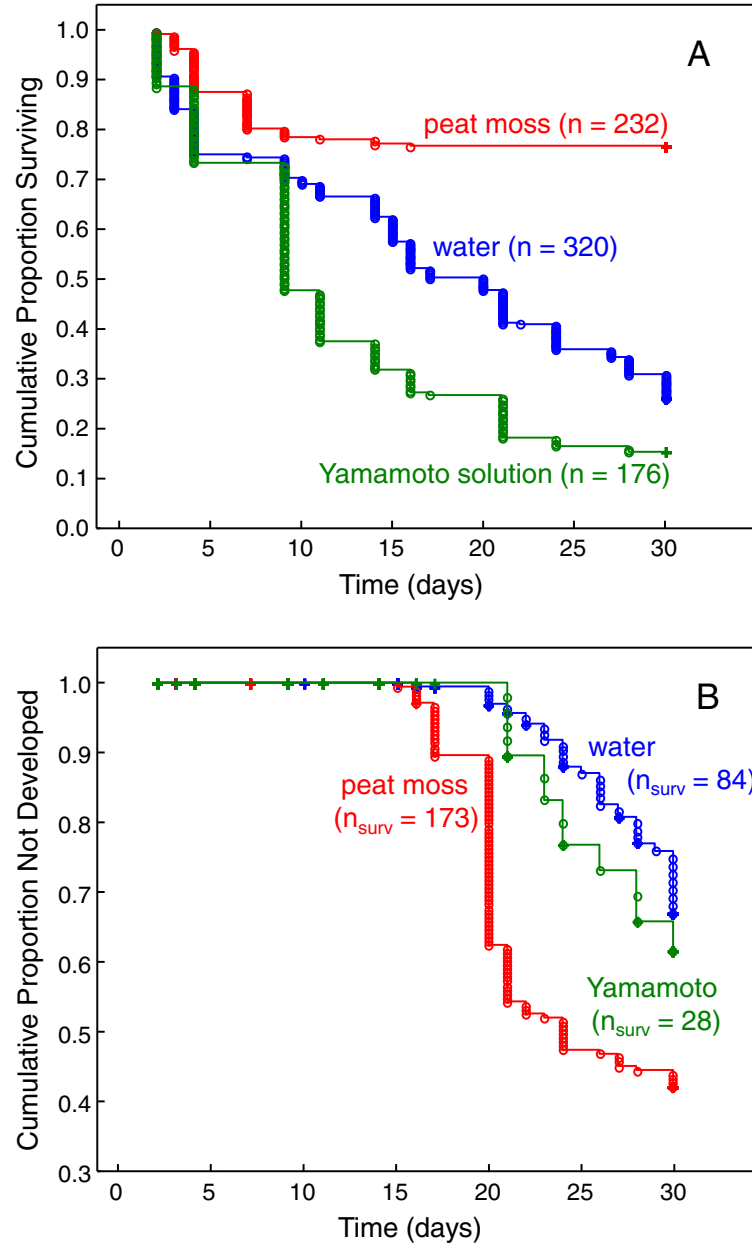 A
1.0
0.9
0.8
0.7
0.6
0.5
0.4
0.3
0.2
0.1
0.0
Cumulative Proportion Surviving
peat moss (n = 232)
water (n = 320)
Yamamoto solution (n = 176)
0 5 10 15 20 25 30
Time (days)
B
1.0
0.9
0.8
0.7
0.6
0.5
0.4
0.3
Cumulative Proportion Not Developed
water
(n_surv = 84)
peat moss
(n_surv = 173)
Yamamoto
(n_surv = 28)
0 5 10 15 20 25 30
Time (days)